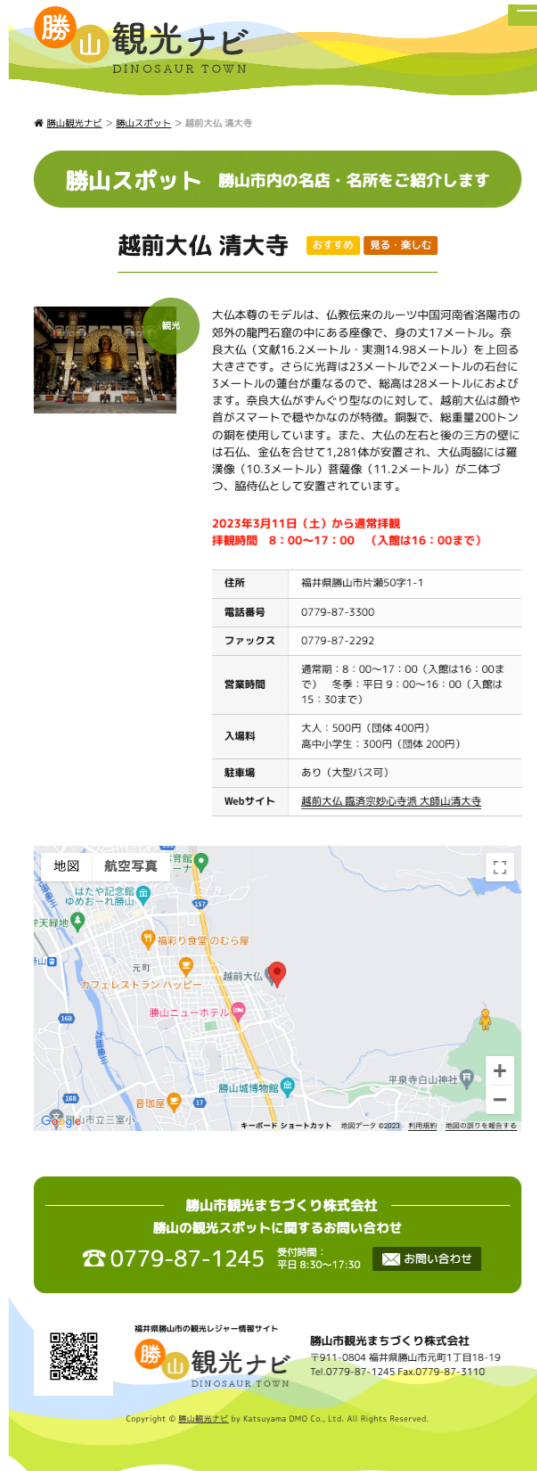 勝山観光ナビ
DINOSAUR TOWN
勝山観光ナビ > 勝山スポット > 越前大仏 清大寺
勝山スポット 勝山市内の名店・名所をご紹介します
越前大仏 清大寺 おすすめ 見る・楽しむ
観光
大仏本尊のモデルは、仏教伝来のルーツ中国河南省洛陽市の
郊外の龍門石窟の中にある座像で、身の丈17メートル。奈
良大仏（文献16.2メートル・実測14.98メートル）を上回る
大きさです。さらに光背は23メートルで2メートルの石台に
3メートルの蓮台が重なるので、総高は28メートルにおよび
ます。奈良大仏がずんぐり型なのに対して、越前大仏は顔や
首がスマートで穏やかなのが特徴。銅製で、総重量200トン
の銅を使用しています。また、大仏の左右と後の三方の壁に
は石仏、金仏を合せて1,281体が安置され、大仏両脇には羅
漢像（10.3メートル）菩薩像（11.2メートル）が二体づ
つ、脇侍仏として安置されています。
2023年3月11日（土）から通常拝観
拝観時間　8：00〜17：00　（入館は16：00まで）
住所 福井県勝山市片瀬50字1-1
電話番号 0779-87-3300
ファックス 0779-87-2292
営業時間 通常期：8：00〜17：00（入館は16：00ま
で）　冬季：平日 9：00〜16：00（入館は
15：30まで）
入場料 大人：500円（団体 400円）
高中小学生：300円（団体 200円）
駐車場 あり（大型バス可）
Webサイト 越前大仏 臨済宗妙心寺派 大師山清大寺
地図 航空写真
育館
ーナ
はたや記念館
ゆめおーれ勝山
157
弁天緑地
福彩り食堂 のむら屋
山
元町
カフェレストラン ハッピー
越前大仏
勝山ニューホテル
168
勝山城博物館
平泉寺白山神社
168
音珈屋
17
Google
山市立三室小
キーボード ショートカット 地図データ ©2023 利用規約 地図の誤りを報告する
勝山市観光まちづくり株式会社
勝山の観光スポットに関するお問い合わせ
0779-87-1245 受付時間：
平日 8:30〜17:30
お問い合わせ
福井県勝山市の観光レジャー情報サイト
勝山観光ナビ
DINOSAUR TOWN
勝山市観光まちづくり株式会社
〒911-0804 福井県勝山市元町1丁目18-19
Tel.0779-87-1245 Fax.0779-87-3110
Copyright © 勝山観光ナビ by Katsuyama DMO Co., Ltd. All Rights Reserved.